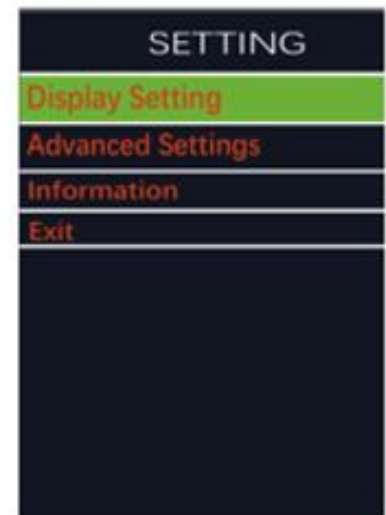 SETTING
Display Setting
Advanced Settings
Information
Exit